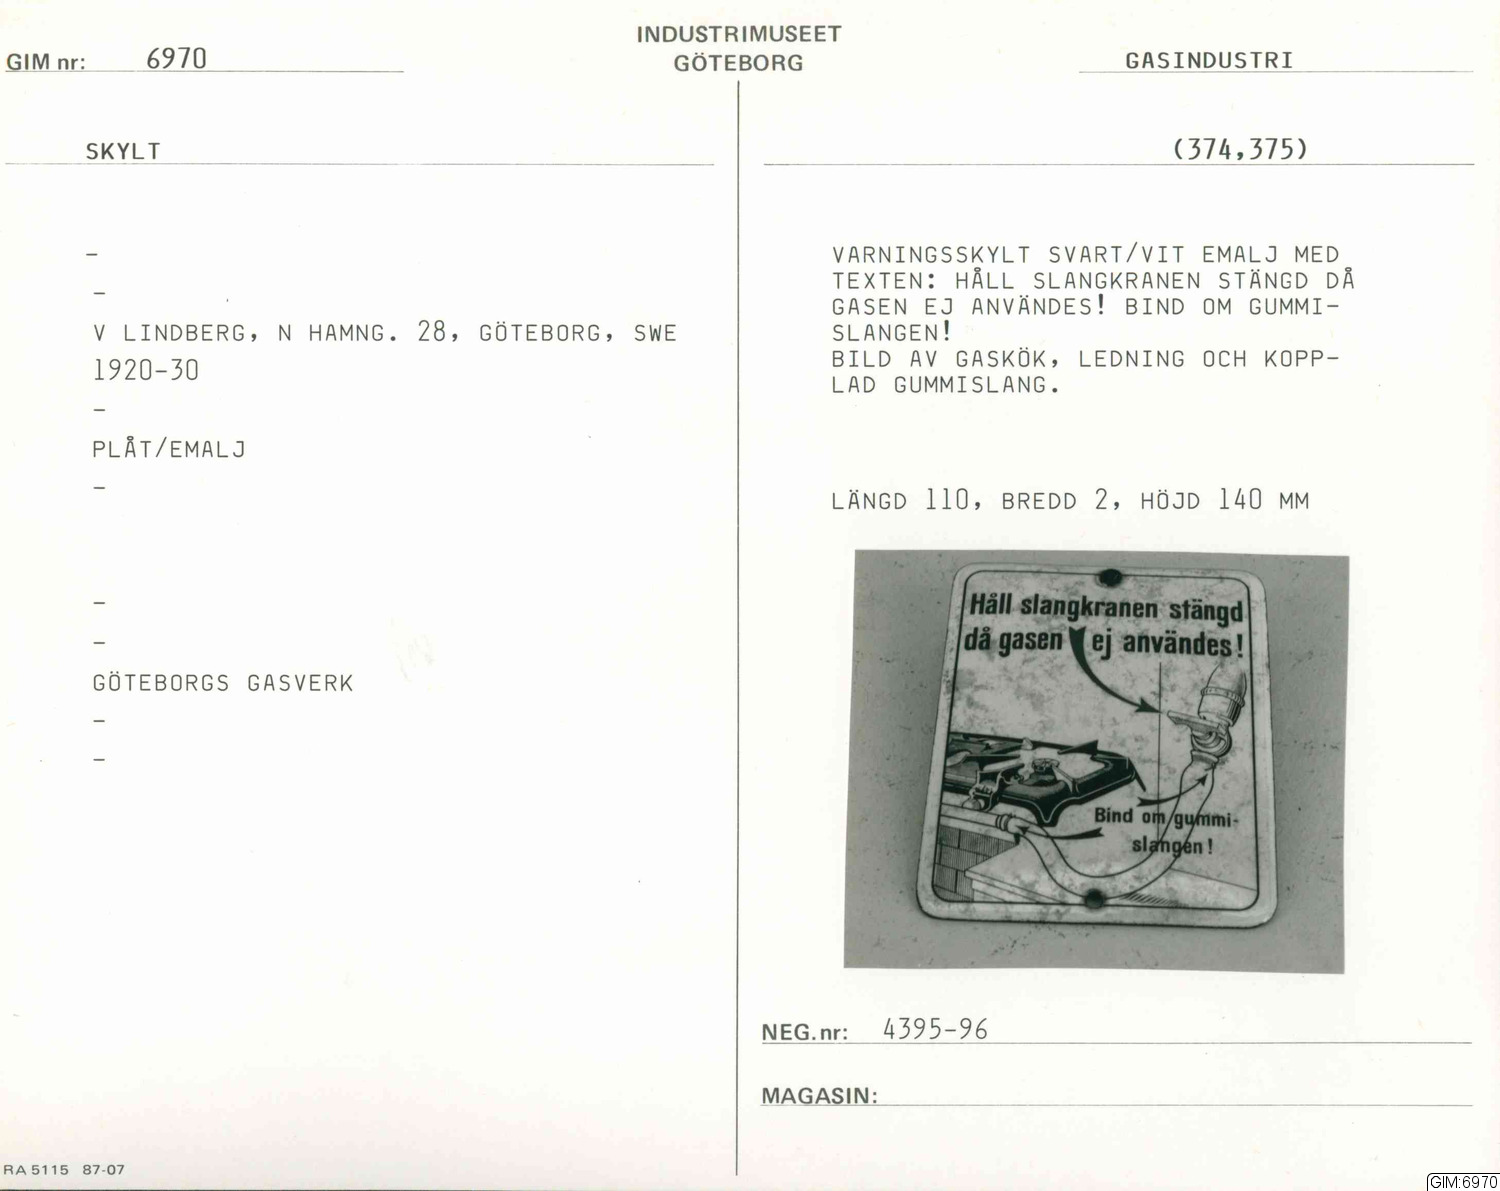 INDUSTRIMUSEET
GÖTEBORG
GIM nr: 6970
GASINDUSTRI
SKYLT
(374,375)
–
–
V LINDBERG, N HAMNG. 28, GÖTEBORG, SWE
1920-30
–
PLÅT/EMALJ
–
–
–
GÖTEBORGS GASVERK
–
–
VARNINGSSKYLT SVART/VIT EMALJ MED
TEXTEN: HÅLL SLANGKRANEN STÄNGD DÅ
GASEN EJ ANVÄNDES! BIND OM GUMMI-
SLANGEN!
BILD AV GASKÖK, LEDNING OCH KOPP-
LAD GUMMISLANG.
LÄNGD 110, BREDD 2, HÖJD 140 MM
Håll slangkranen stängd
då gasen ej användes!
Bind om gummi-
slangen!
NEG.nr: 4395-96
MAGASIN:
RA 5115 87-07
GIM:6970